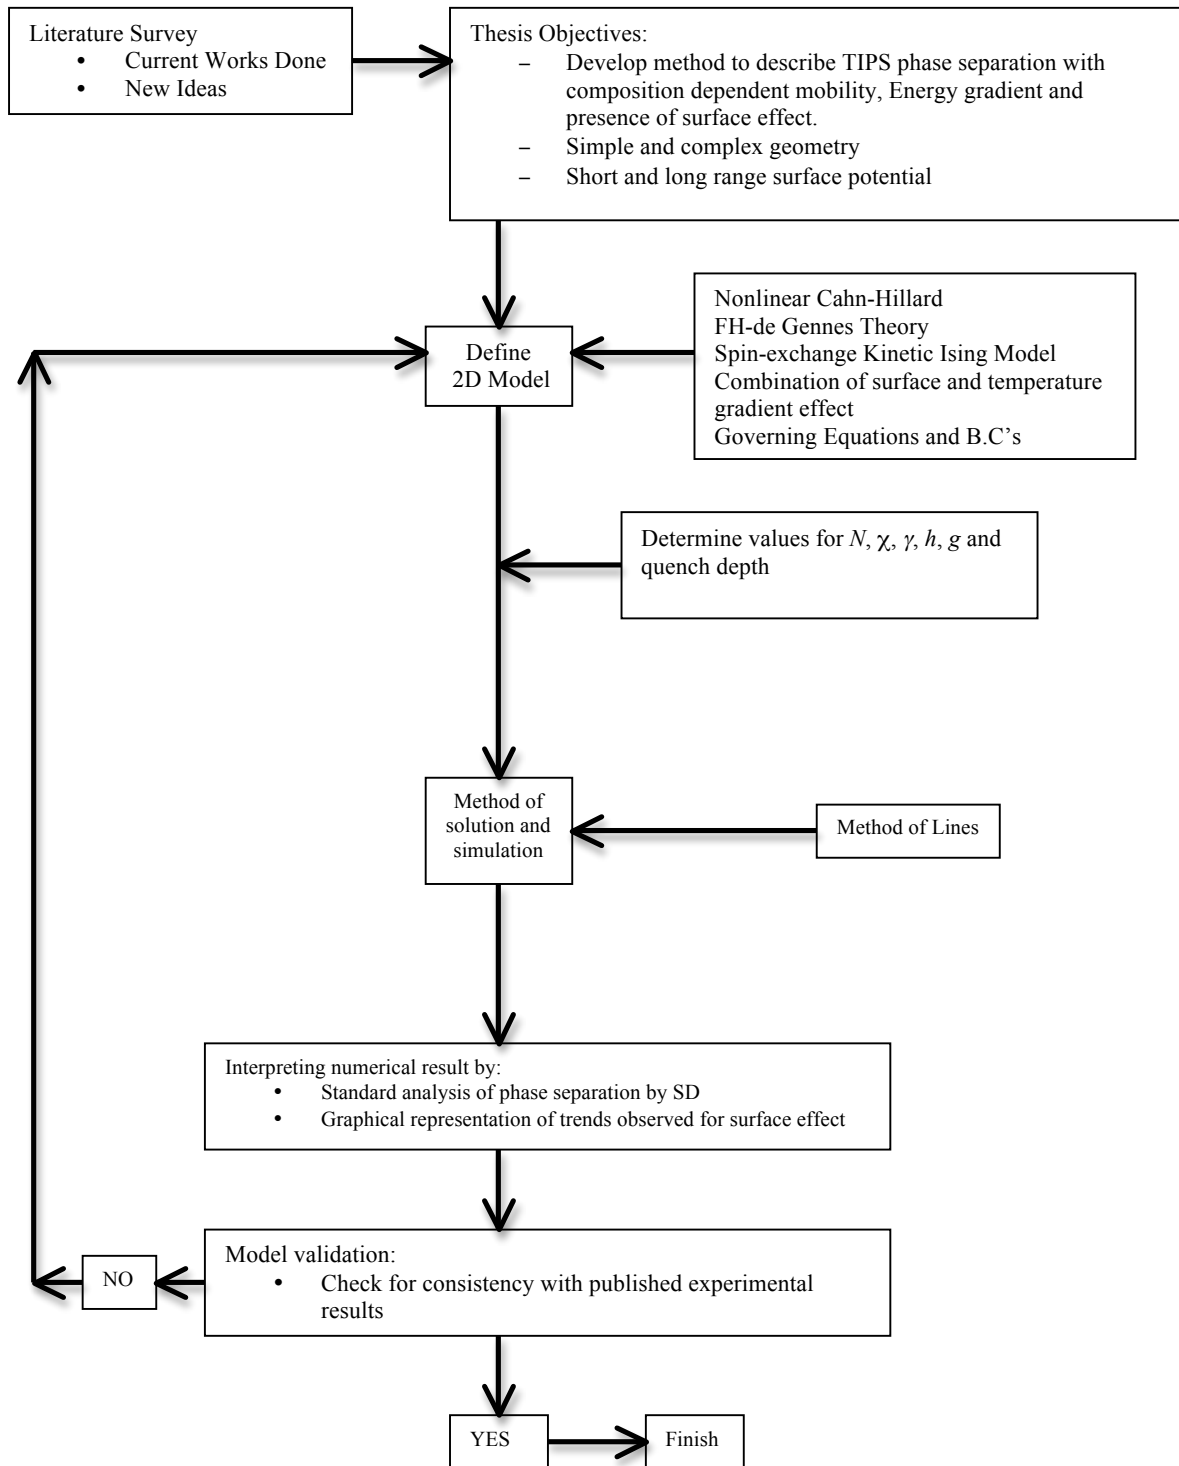 Literature Survey
• Current Works Done
• New Ideas
Thesis Objectives:
– Develop method to describe TIPS phase separation with
composition dependent mobility, Energy gradient and
presence of surface effect.
– Simple and complex geometry
– Short and long range surface potential
Define
2D Model
Nonlinear Cahn-Hillard
FH-de Gennes Theory
Spin-exchange Kinetic Ising Model
Combination of surface and temperature
gradient effect
Governing Equations and B.C’s
Determine values for N, χ, γ, h, g and
quench depth
Method of
solution and
simulation
Method of Lines
Interpreting numerical result by:
• Standard analysis of phase separation by SD
• Graphical representation of trends observed for surface effect
Model validation:
• Check for consistency with published experimental
results
NO
YES
Finish